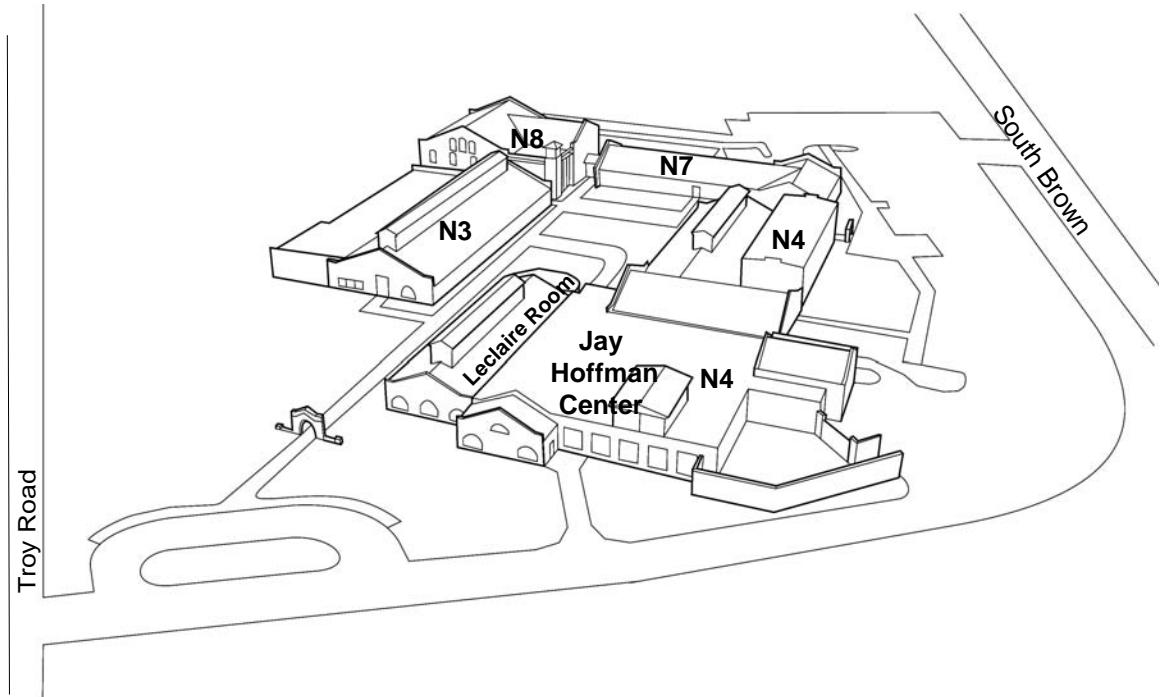 South Brown
N8
N7
N3
N4
Leclaire Room
Jay
Hoffman
Center
N4
Troy Road